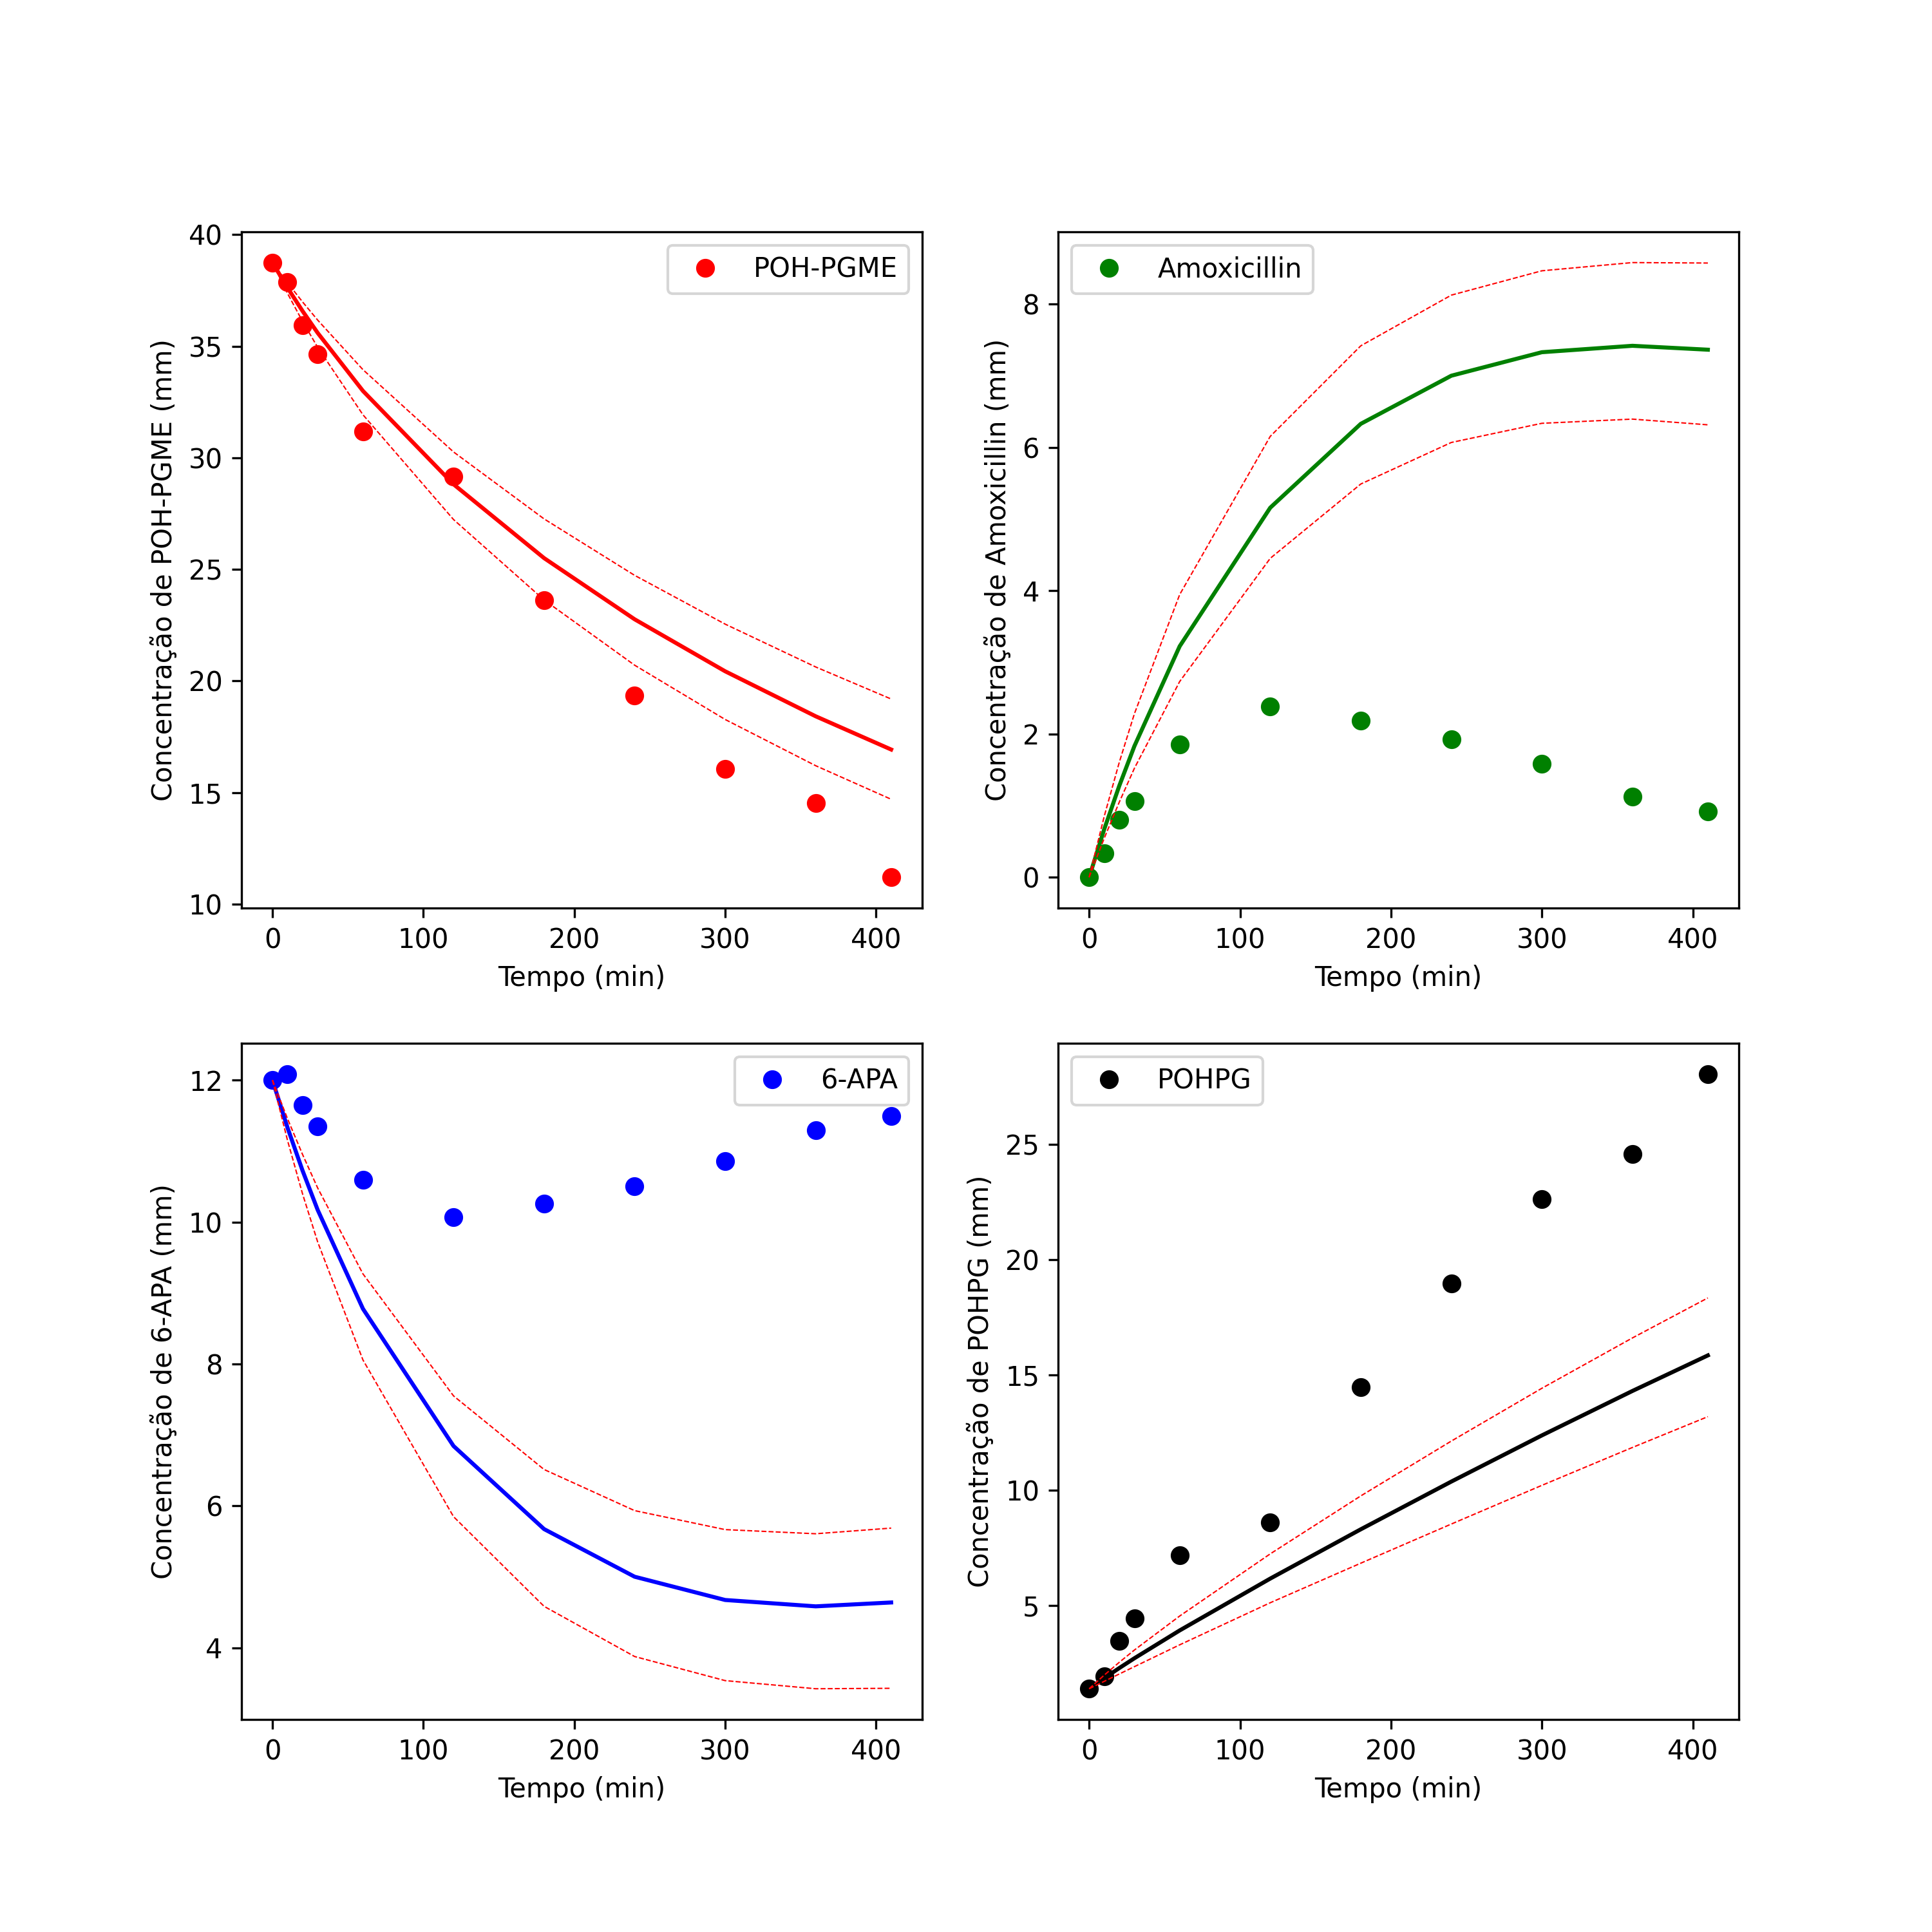 POH-PGME
Concentração de POH-PGME (mm)
40
35
30
25
20
15
10
0 100 200 300 400
Tempo (min)
Amoxicillin
Concentração de Amoxicillin (mm)
8
6
4
2
0
0 100 200 300 400
Tempo (min)
6-APA
Concentração de 6-APA (mm)
12
10
8
6
4
0 100 200 300 400
Tempo (min)
POHPG
Concentração de POHPG (mm)
25
20
15
10
5
0 100 200 300 400
Tempo (min)